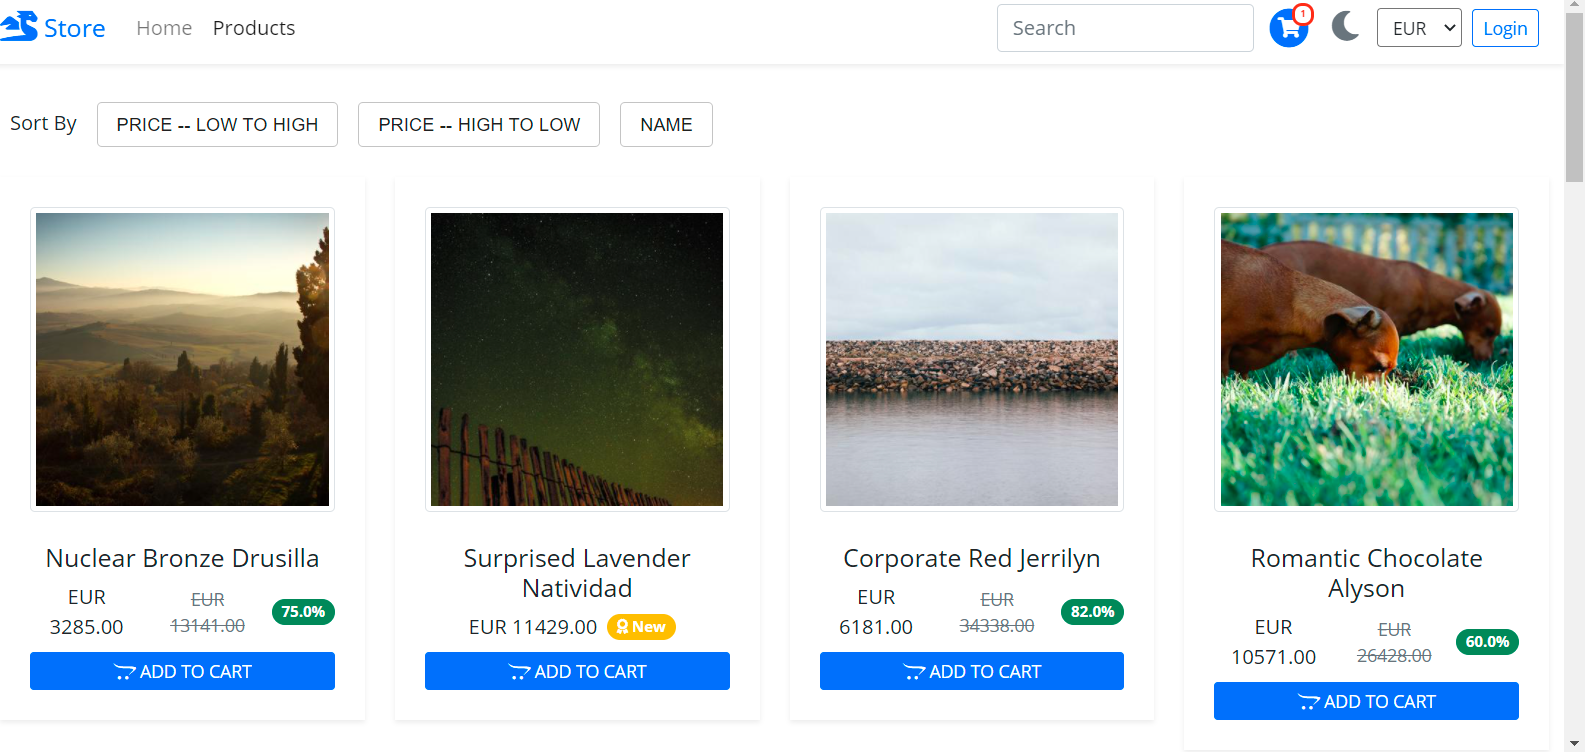 Store Home Products Search 1 EUR Login
Sort By PRICE -- LOW TO HIGH PRICE -- HIGH TO LOW NAME
Nuclear Bronze Drusilla
EUR
3285.00
EUR
13141.00
75.0%
ADD TO CART
Surprised Lavender
Natividad
EUR 11429.00 New
ADD TO CART
Corporate Red Jerrilyn
EUR
6181.00
EUR
34338.00
82.0%
ADD TO CART
Romantic Chocolate
Alyson
EUR
10571.00
EUR
26428.00
60.0%
ADD TO CART